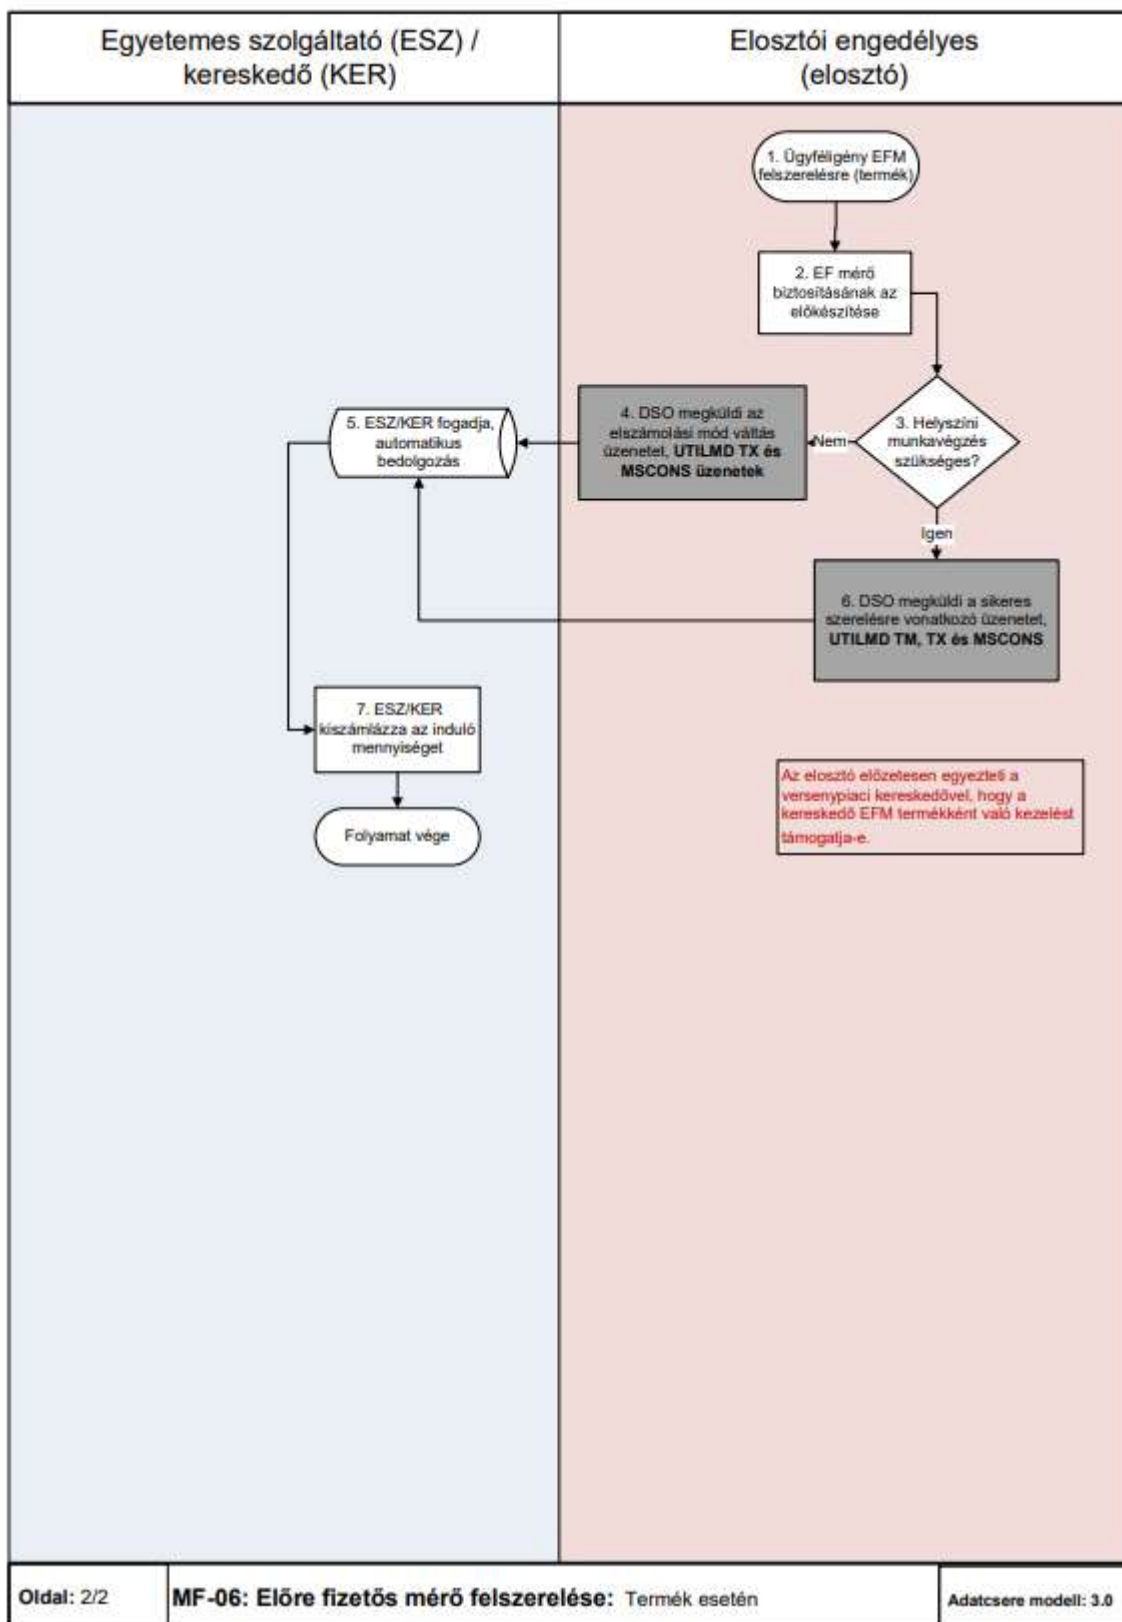 Egyetemes szolgáltató (ESZ) /
kereskedő (KER)
Elosztói engedélyes
(elosztó)
1. Ügyféligény EFM
felszerelésre (termék)
2. EF mérő
biztosításának az
előkészítése
3. Helyszíni
munkavégzés
szükséges?
Nem
4. DSO megküldi az
elszámolási mód váltás
üzenetet, UTILMD TX és
MSCONS üzenetek
5. ESZ/KER fogadja,
automatikus
bedolgozás
Igen
6. DSO megküldi a sikeres
szerelésre vonatkozó üzenetet,
UTILMD TM, TX és MSCONS
7. ESZ/KER
kiszámlázza az induló
mennyiséget
Folyamat vége
Az elosztó előzetesen egyezteti a
versenypiaci kereskedővel, hogy a
kereskedő EFM termékként való kezelést
támogatja-e.
Oldal: 2/2
MF-06: Előre fizetős mérő felszerelése: Termék esetén
Adatcsere modell: 3.0